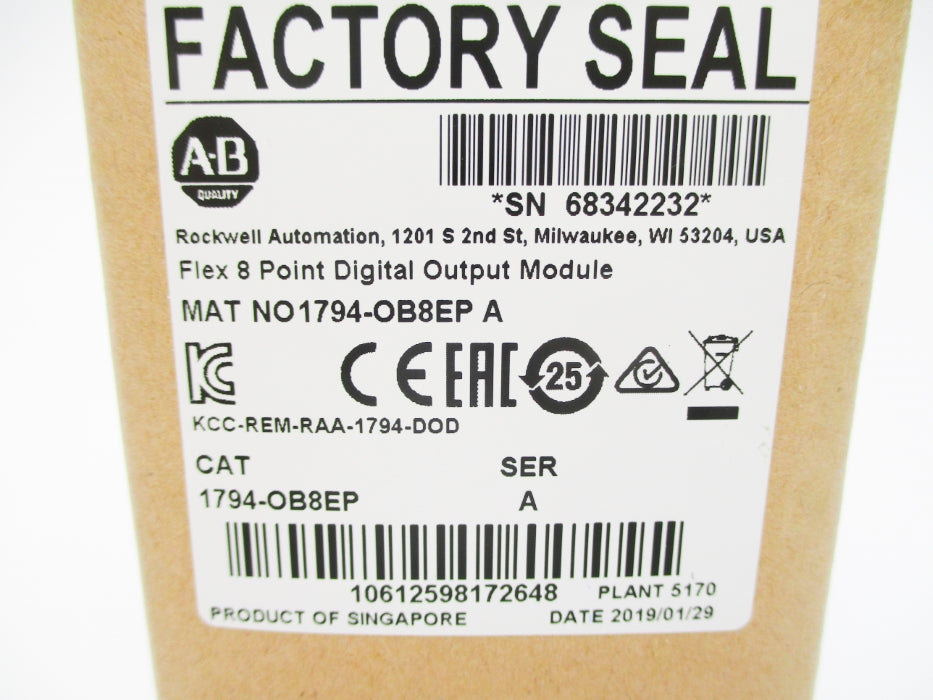 FACTORY SEAL
A-B
QUALITY
*SN 68342232*
Rockwell Automation, 1201 S 2nd St, Milwaukee, WI 53204, USA
Flex 8 Point Digital Output Module
MAT NO1794-OB8EP A
CE EAC 25
KCC-REM-RAA-1794-DOD
CAT SER
1794-OB8EP A
10612598172648 PLANT 5170
PRODUCT OF SINGAPORE DATE 2019/01/29